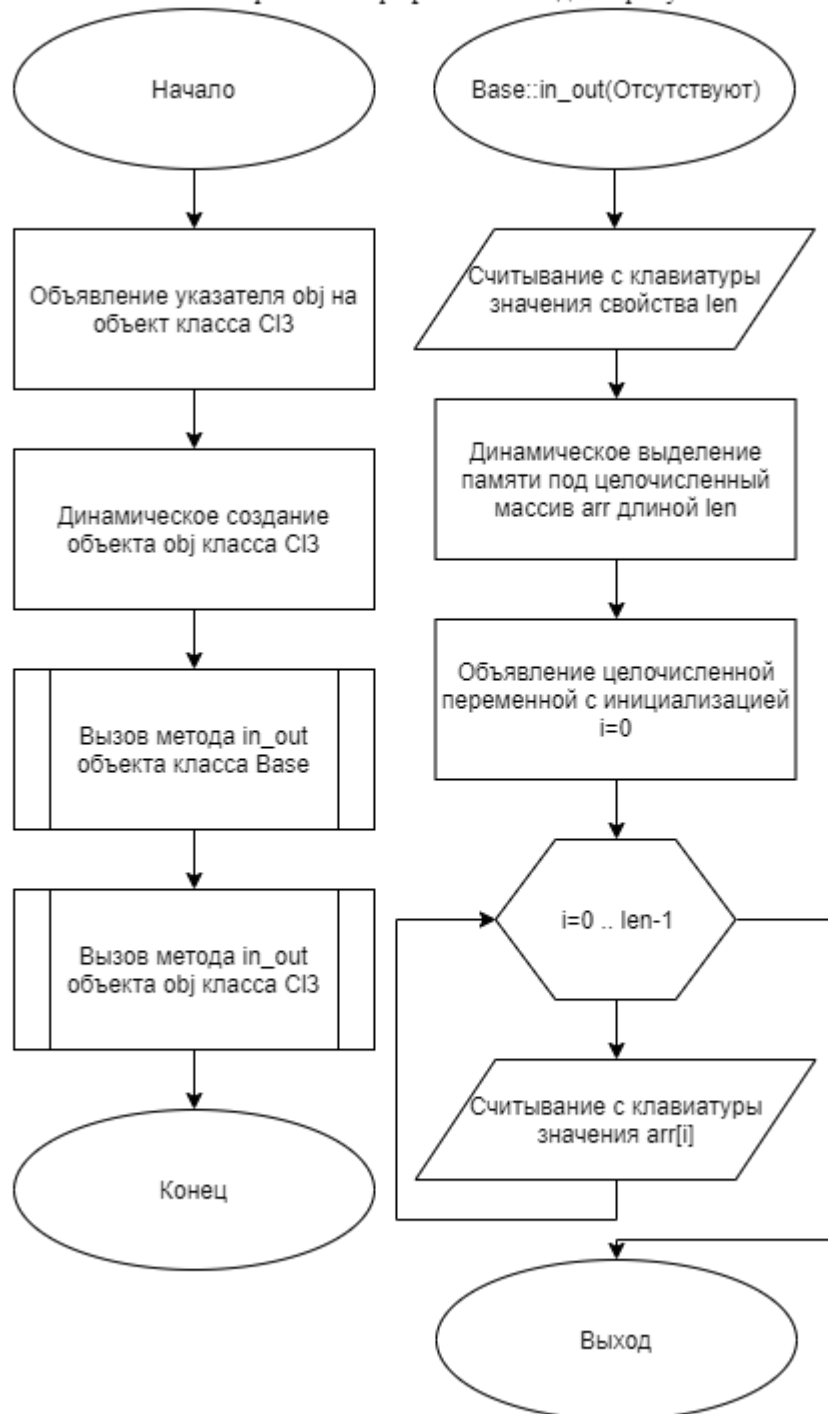 Начало
Объявление указателя obj на
объект класса Cl3
Динамическое создание
объекта obj класса Cl3
Вызов метода in_out
объекта класса Base
Вызов метода in_out
объекта obj класса Cl3
Конец
Base::in_out(Отсутствуют)
Считывание с клавиатуры
значения свойства len
Динамическое выделение
памяти под целочисленный
массив arr длиной len
Объявление целочисленной
переменной с инициализацией
i=0
i=0 .. len-1
Считывание с клавиатуры
значения arr[i]
Выход